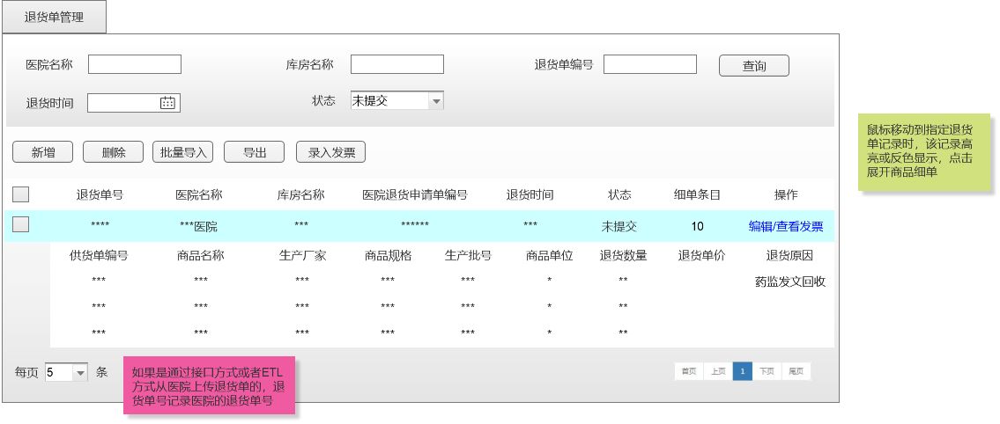 退货单管理
医院名称 库房名称 退货单编号 查询
退货时间 状态 未提交
新增 删除 批量导入 导出 录入发票
退货单号 医院名称 库房名称 医院退货申请单编号 退货时间 状态 细单条目 操作
**** ***医院 *** ****** *** 未提交 10 编辑/查看发票
供货单编号 商品名称 生产厂家 商品规格 生产批号 商品单位 退货数量 退货单价 退货原因
*** *** *** *** *** * ** 药监发文回收
*** *** *** *** *** * **
*** *** *** *** *** * **
每页 5 条
首页 上页 1 下页 尾页
如果是通过接口方式或者ETL
方式从医院上传退货单的，退
货单号记录医院的退货单号
鼠标移动到指定退货
单记录时，该记录高
亮或反色显示，点击
展开商品细单